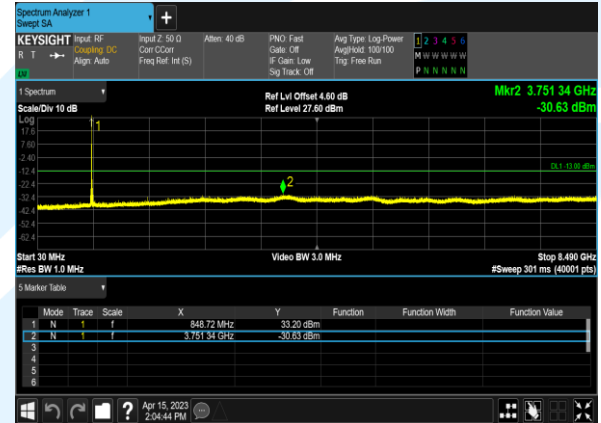 Spectrum Analyzer 1
Swept SA
KEYSIGHT Input: RF Input Z: 50 Ω Atten: 40 dB PNO: Fast Avg Type: Log-Power 1 2 3 4 5 6
R T Coupling: DC Corr CCorr Gate: Off Avg|Hold: 100/100 M W W W W W
Align: Auto Freq Ref: Int (S) IF Gain: Low Trig: Free Run
LXI Sig Track: Off P N N N N N
1 Spectrum Ref Lvl Offset 4.60 dB Mkr2 3.751 34 GHz
Scale/Div 10 dB Ref Level 27.60 dBm -30.63 dBm
Log
17.6
7.60
-2.40
-12.4
-22.4
-32.4
-42.4
-52.4
-62.4
1
2
DL1 -13.00 dBm
Start 30 MHz Video BW 3.0 MHz Stop 8.490 GHz
#Res BW 1.0 MHz #Sweep 301 ms (40001 pts)
5 Marker Table
Mode Trace Scale X Y Function Function Width Function Value
1 N 1 f 848.72 MHz 33.20 dBm
2 N 1 f 3.751 34 GHz -30.63 dBm
3
4
5
6
? Apr 15, 2023
2:04:44 PM